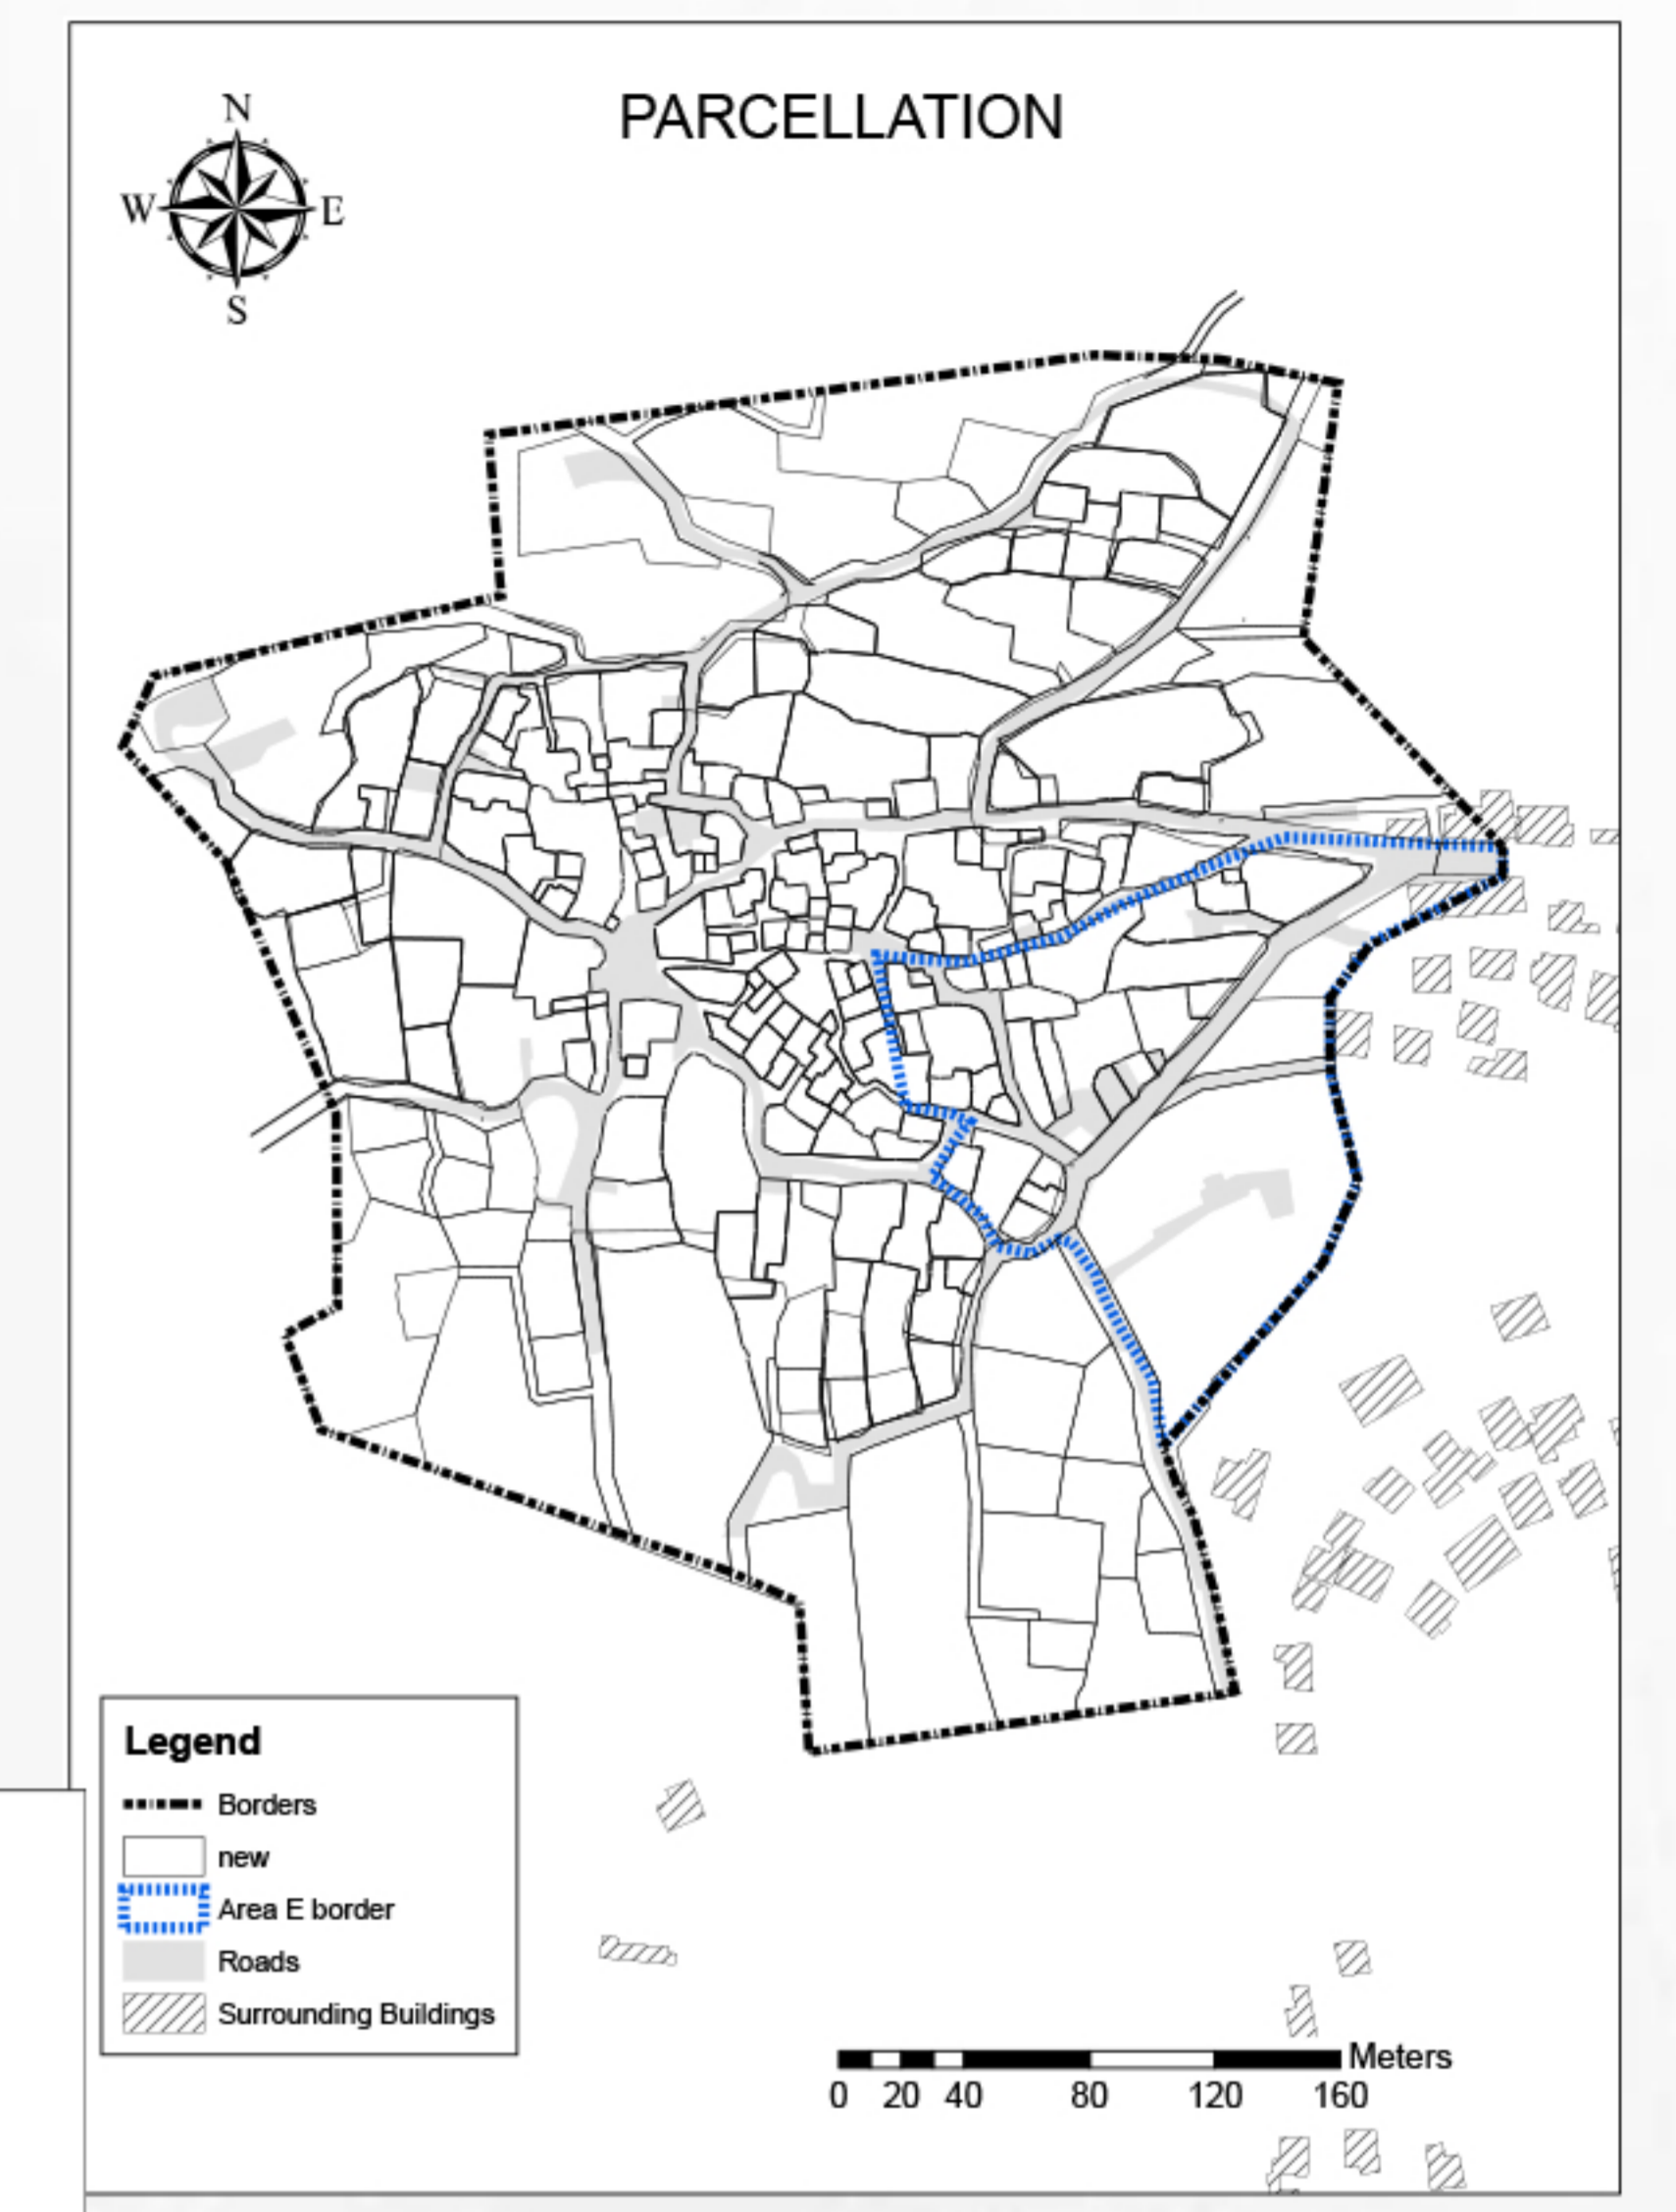 PARCELLATION
N
W E
S
Legend
Borders
new
Area E border
Roads
Surrounding Buildings
Meters
0 20 40 80 120 160